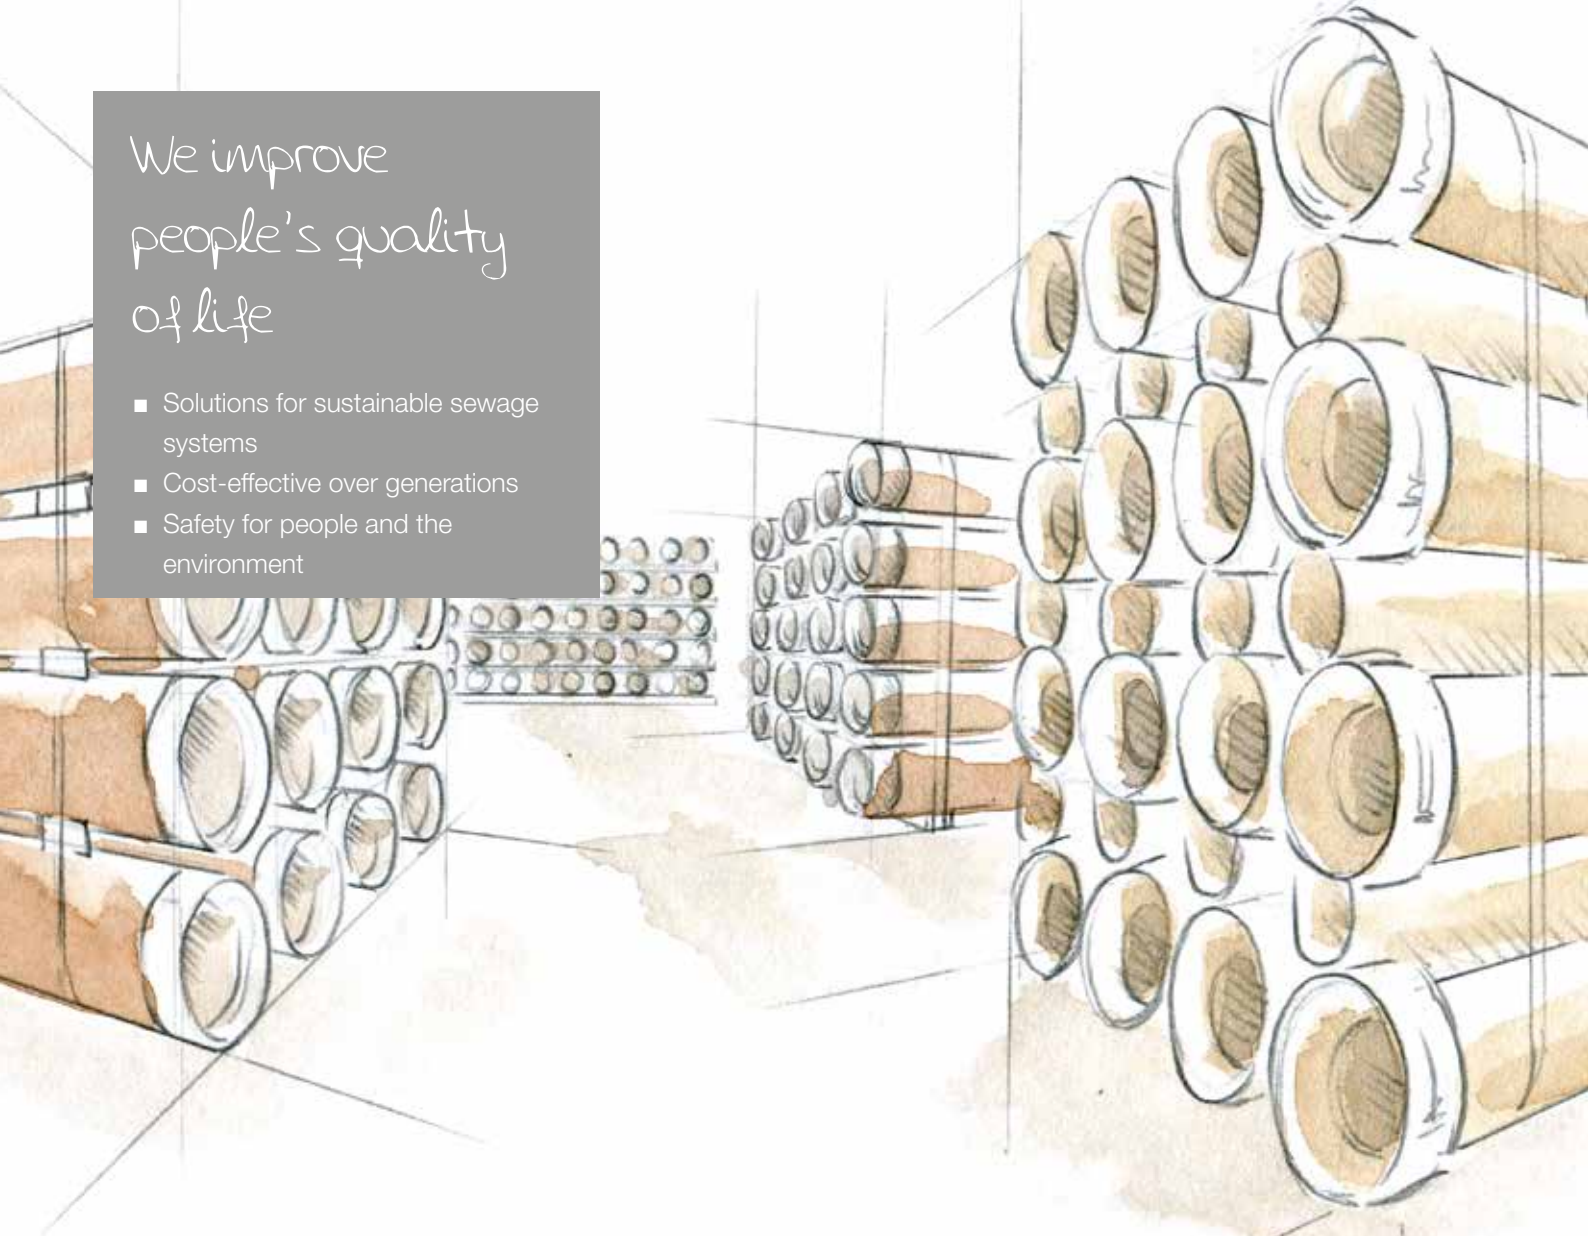 We improve
people's quality
of life
▪ Solutions for sustainable sewage
systems
▪ Cost-effective over generations
▪ Safety for people and the
environment